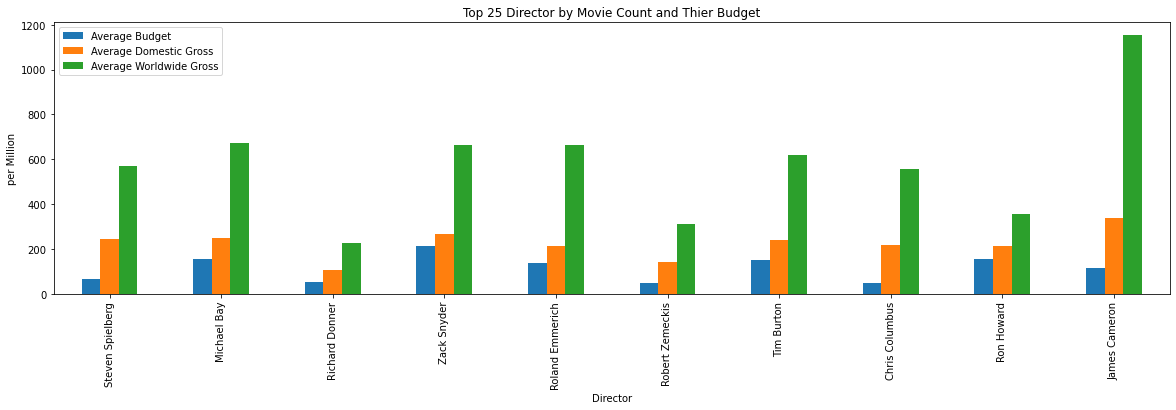 Top 25 Director by Movie Count and Thier Budget
Average Budget
Average Domestic Gross
Average Worldwide Gross
per Million
1200
1000
800
600
400
200
0
Steven Spielberg
Michael Bay
Richard Donner
Zack Snyder
Roland Emmerich
Robert Zemeckis
Tim Burton
Chris Columbus
Ron Howard
James Cameron
Director